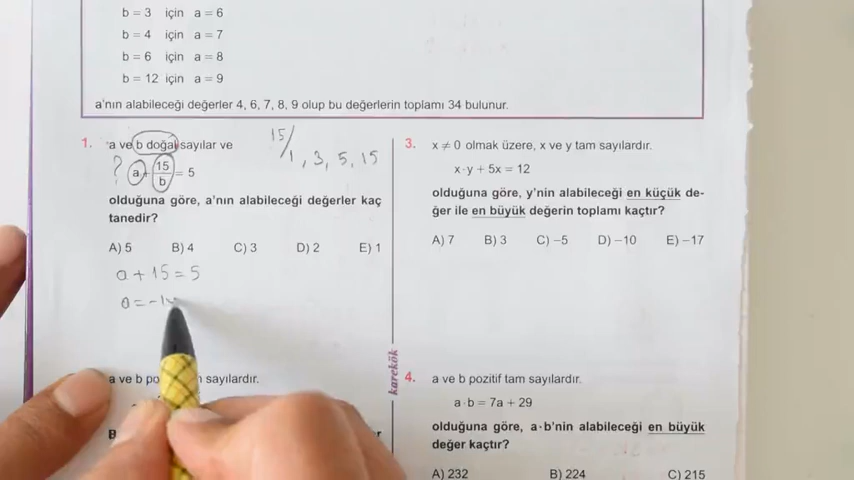 b = 3 için a = 6
b = 4 için a = 7
b = 6 için a = 8
b = 12 için a = 9
a'nın alabileceği değerler 4, 6, 7, 8, 9 olup bu değerlerin toplamı 34 bulunur.
1. a ve b doğal sayılar ve
15/1, 3, 5, 15
? a + 15/b = 5
olduğuna göre, a'nın alabileceği değerler kaç
tanedir?
A) 5 B) 4 C) 3 D) 2 E) 1
a + 15 = 5
a = -1
a ve b po
sayılardır.
B
karekök
3. x ≠ 0 olmak üzere, x ve y tam sayılardır.
x·y + 5x = 12
olduğuna göre, y'nin alabileceği en küçük de-
ğer ile en büyük değerin toplamı kaçtır?
A) 7 B) 3 C) -5 D) -10 E) -17
4. a ve b pozitif tam sayılardır.
a·b = 7a + 29
olduğuna göre, a·b'nin alabileceği en büyük
değer kaçtır?
A) 232 B) 224 C) 215